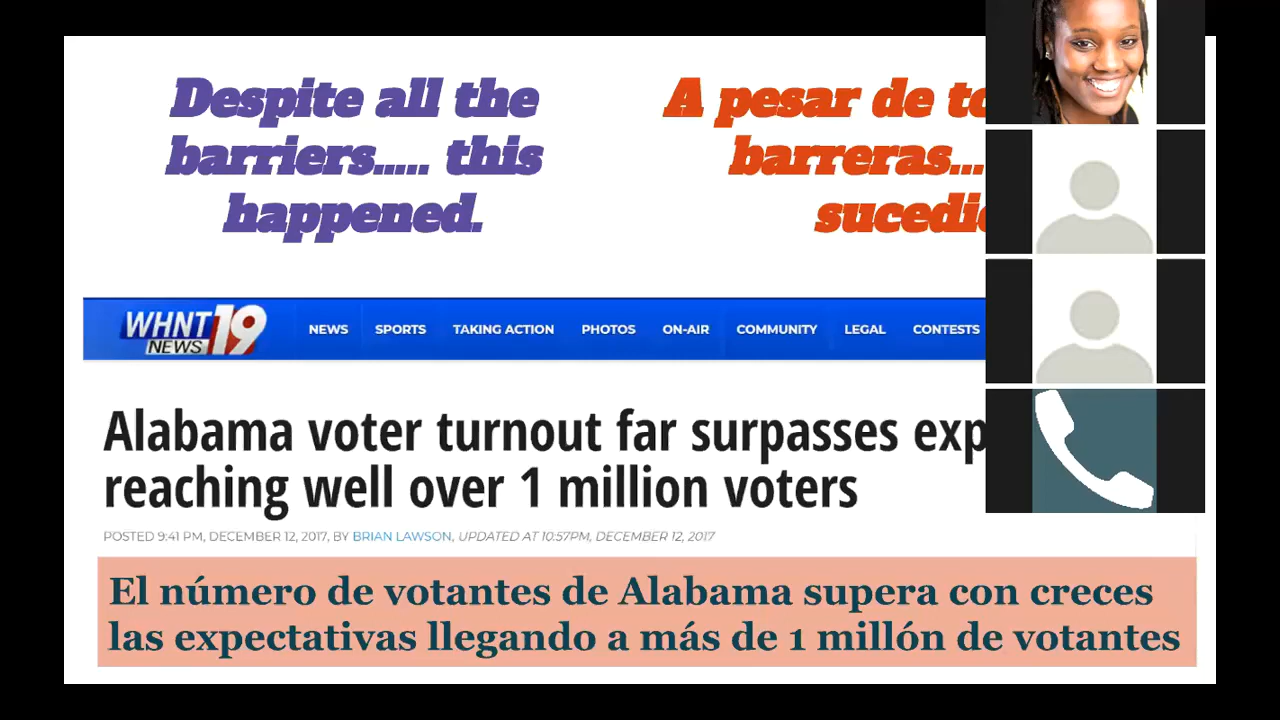 Despite all the
barriers..... this
happened.
A pesar de
barreras...
WHNT 19
NEWS
NEWS SPORTS TAKING ACTION PHOTOS ON-AIR COMMUNITY LEGAL CONTESTS
Alabama voter turnout far surpasses
reaching well over 1 million voters
POSTED 9:41 PM, DECEMBER 12, 2017, BY BRIAN LAWSON, UPDATED AT 10:57PM, DECEMBER 12, 2017
El número de votantes de Alabama supera con creces
las expectativas llegando a más de 1 millón de votantes